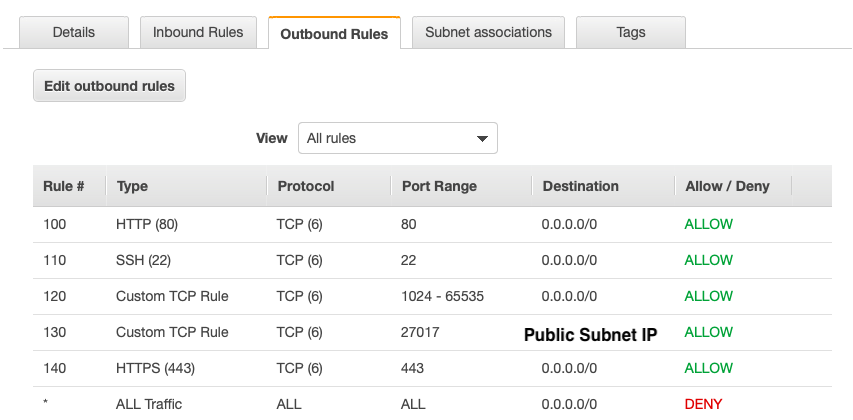 Details Inbound Rules Outbound Rules Subnet associations Tags
Edit outbound rules
View All rules
Rule # Type Protocol Port Range Destination Allow / Deny
100 HTTP (80) TCP (6) 80 0.0.0.0/0 ALLOW
110 SSH (22) TCP (6) 22 0.0.0.0/0 ALLOW
120 Custom TCP Rule TCP (6) 1024 - 65535 0.0.0.0/0 ALLOW
130 Custom TCP Rule TCP (6) 27017 Public Subnet IP ALLOW
140 HTTPS (443) TCP (6) 443 0.0.0.0/0 ALLOW
* ALL Traffic ALL ALL 0.0.0.0/0 DENY